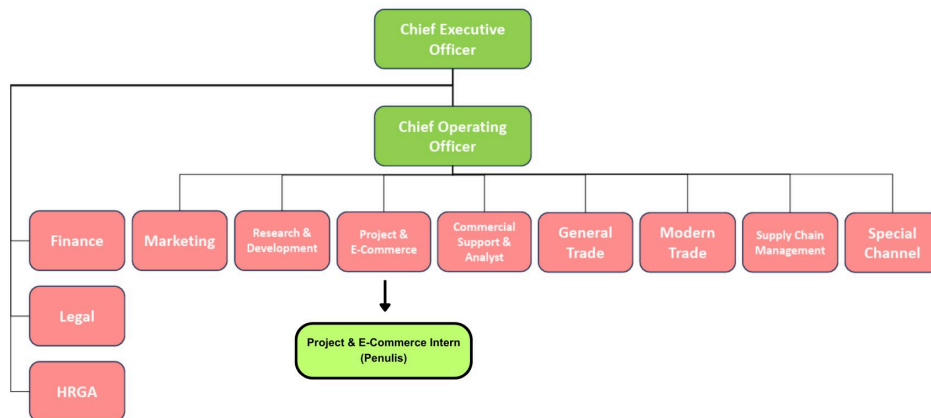 Chief Executive
Officer
Chief Operating
Officer
Finance
Marketing
Research &
Development
Project &
E-Commerce
Commercial
Support &
Analyst
General
Trade
Modern
Trade
Supply Chain
Management
Special
Channel
Legal
Project & E-Commerce Intern
(Penulis)
HRGA